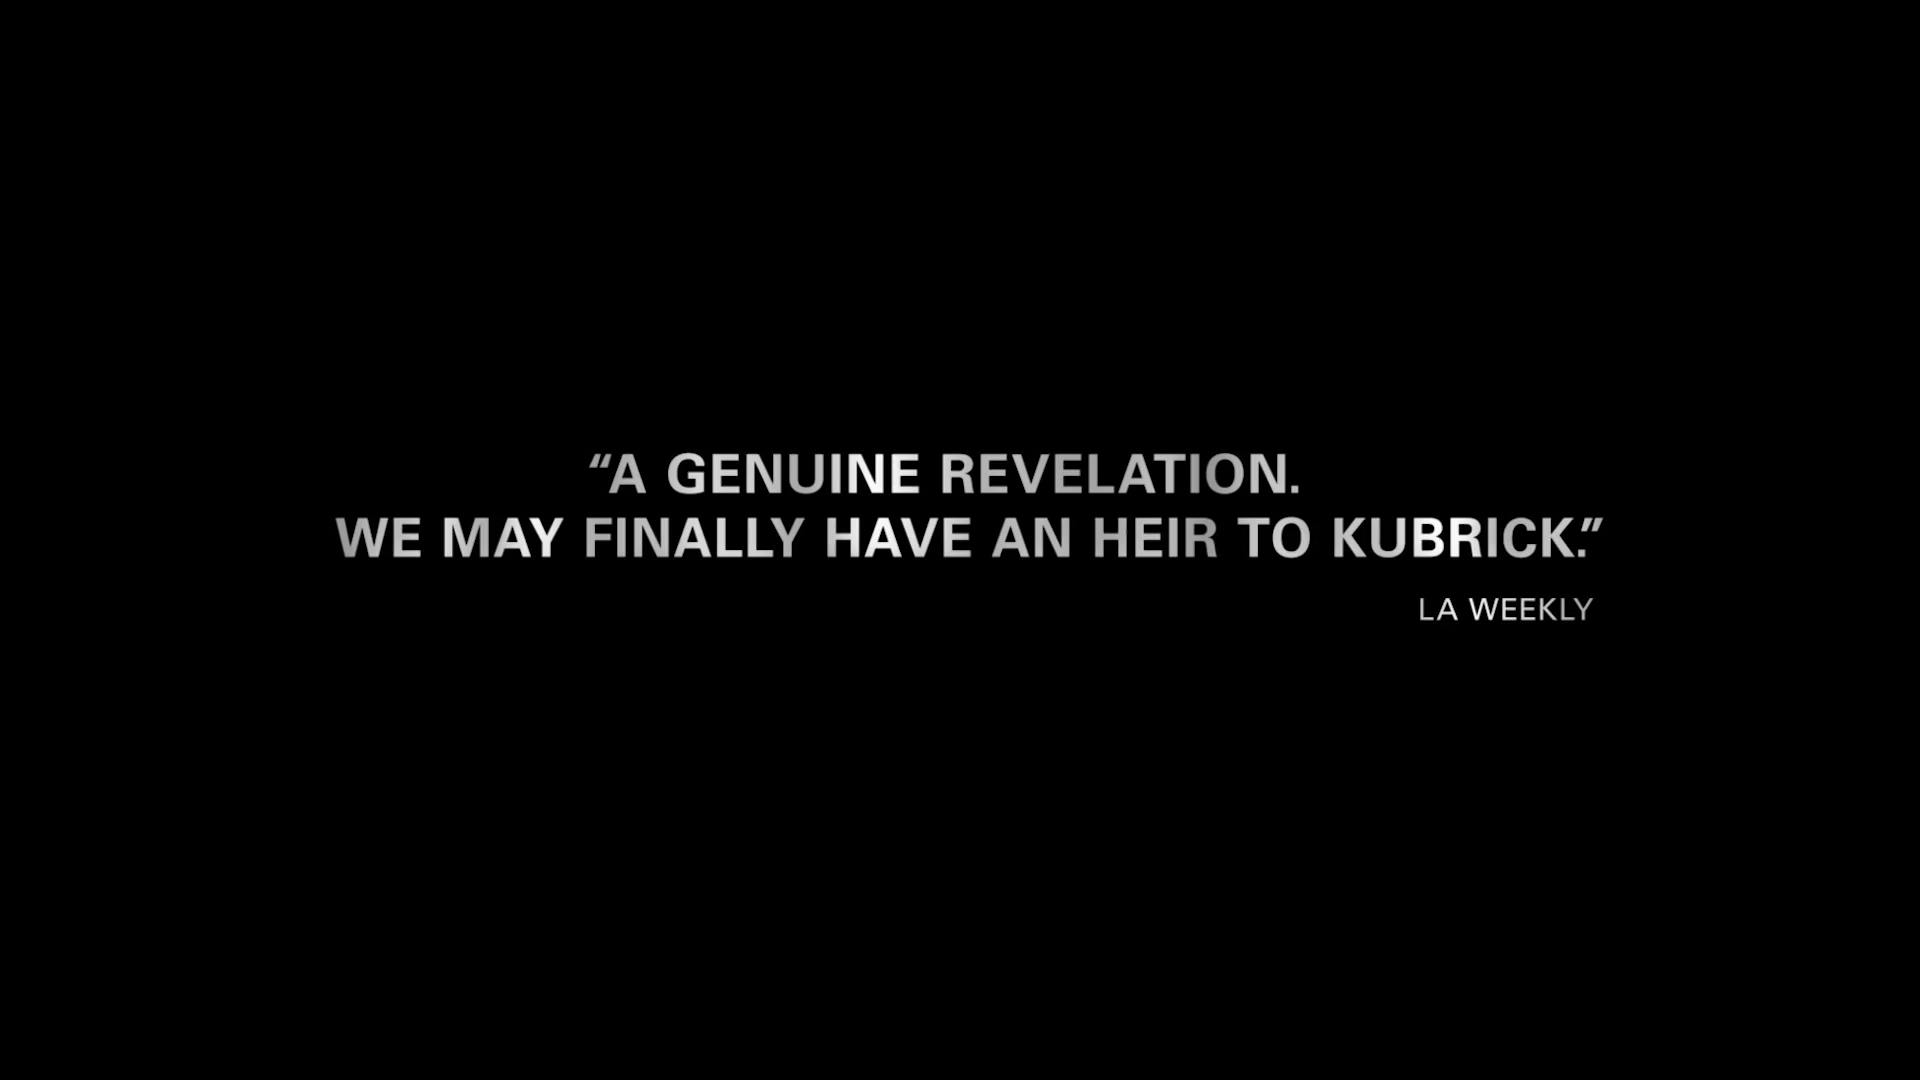 “A GENUINE REVELATION.
WE MAY FINALLY HAVE AN HEIR TO KUBRICK.”
LA WEEKLY